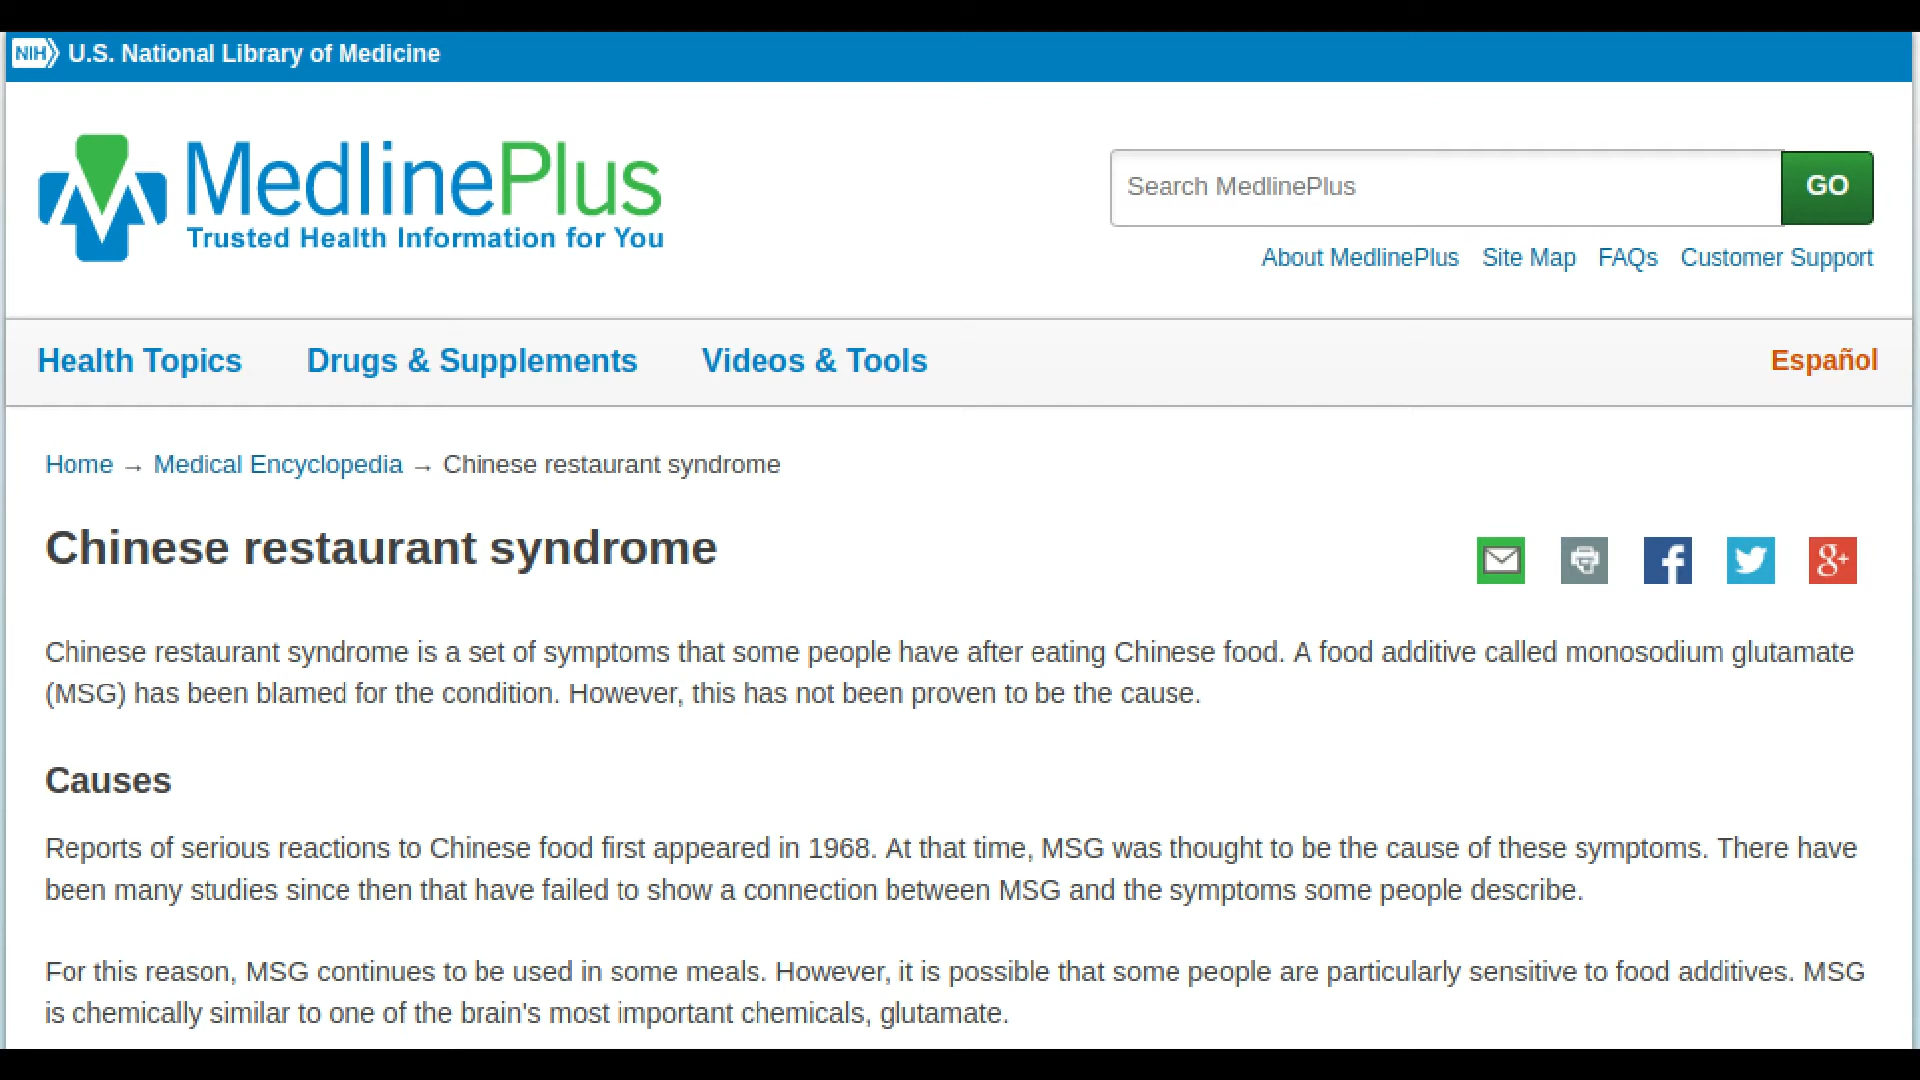 NIH U.S. National Library of Medicine
MedlinePlus
Trusted Health Information for You
Search MedlinePlus GO
About MedlinePlus Site Map FAQs Customer Support
Health Topics Drugs & Supplements Videos & Tools Español
Home → Medical Encyclopedia → Chinese restaurant syndrome
Chinese restaurant syndrome
Chinese restaurant syndrome is a set of symptoms that some people have after eating Chinese food. A food additive called monosodium glutamate
(MSG) has been blamed for the condition. However, this has not been proven to be the cause.
Causes
Reports of serious reactions to Chinese food first appeared in 1968. At that time, MSG was thought to be the cause of these symptoms. There have
been many studies since then that have failed to show a connection between MSG and the symptoms some people describe.
For this reason, MSG continues to be used in some meals. However, it is possible that some people are particularly sensitive to food additives. MSG
is chemically similar to one of the brain's most important chemicals, glutamate.